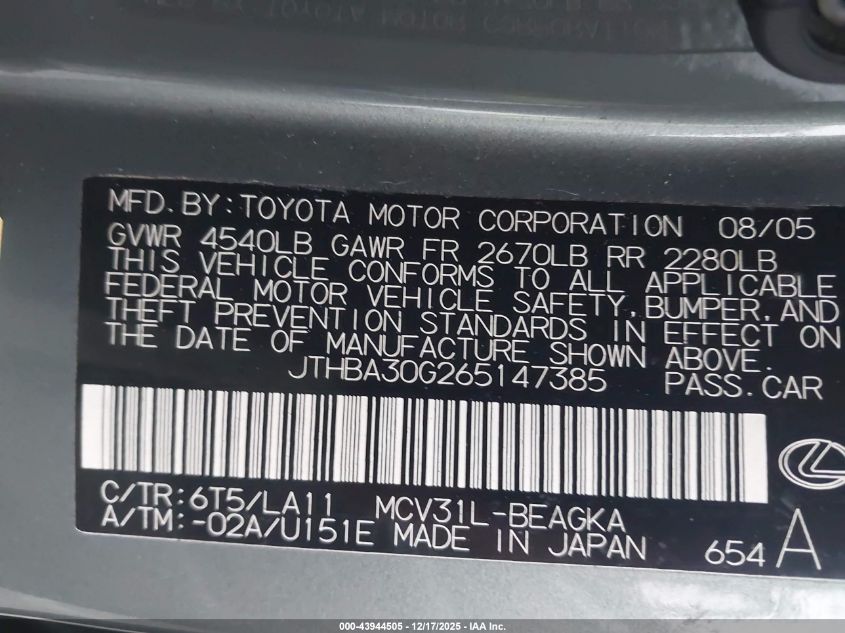 MFD. BY: TOYOTA MOTOR CORPORATION 08/05
GVWR 4540LB GAWR FR 2670LB RR 2280LB
THIS VEHICLE CONFORMS TO ALL APPLICABLE
FEDERAL MOTOR VEHICLE SAFETY, BUMPER, AND
THEFT PREVENTION STANDARDS IN EFFECT ON
THE DATE OF MANUFACTURE SHOWN ABOVE.
JTHBA30G265147385 PASS. CAR
C/TR: 6T5/LA11 MCV31L-BEAGKA
A/TM: -02A/U151E MADE IN JAPAN 654 A
000-43944505 - 12/17/2025 - IAA Inc.